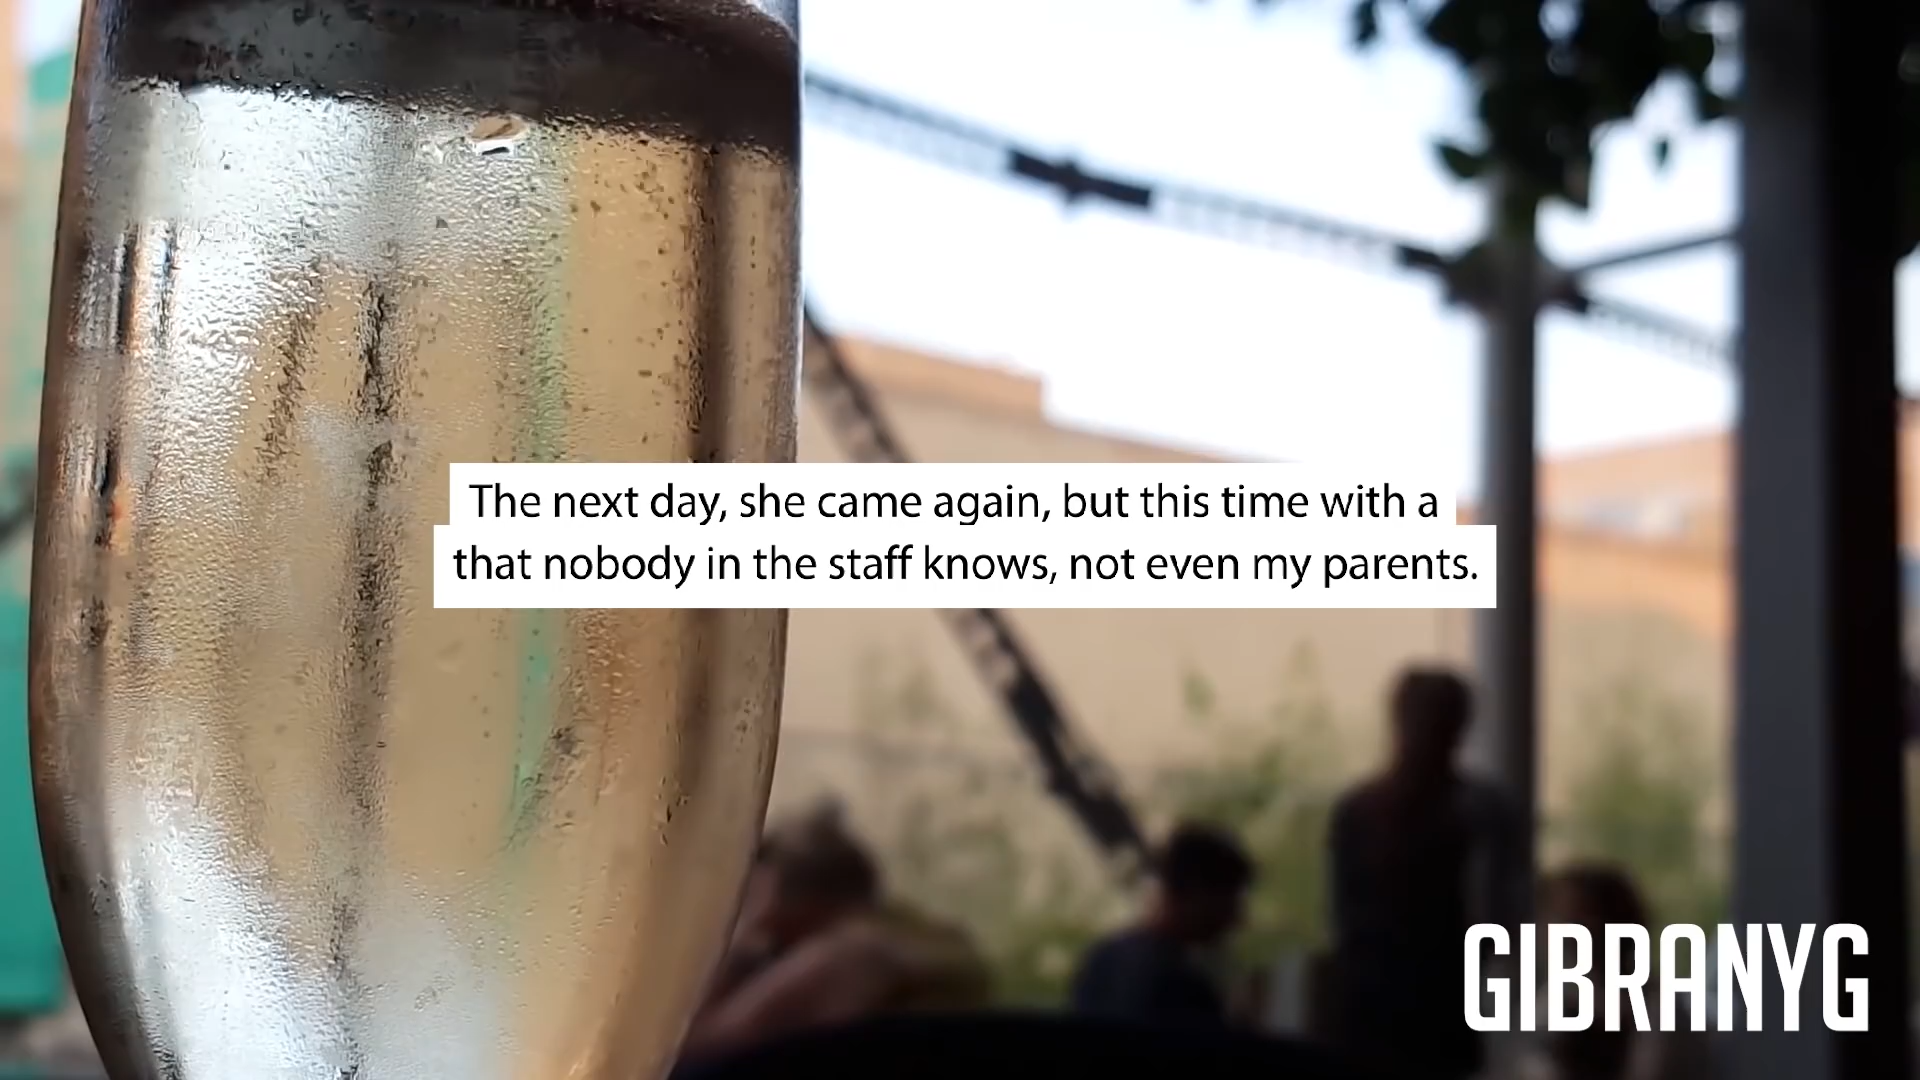 The next day, she came again, but this time with a
that nobody in the staff knows, not even my parents.
GIBRANYG